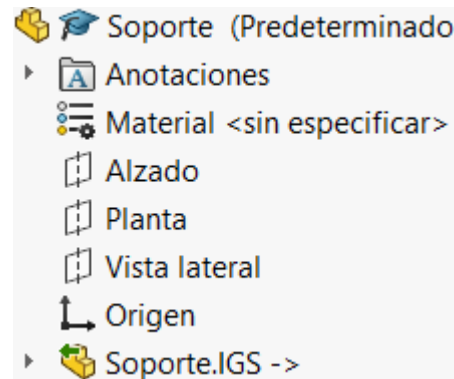 Soporte (Predeterminado
Anotaciones
Material <sin especificar>
Alzado
Planta
Vista lateral
Origen
Soporte.IGS ->